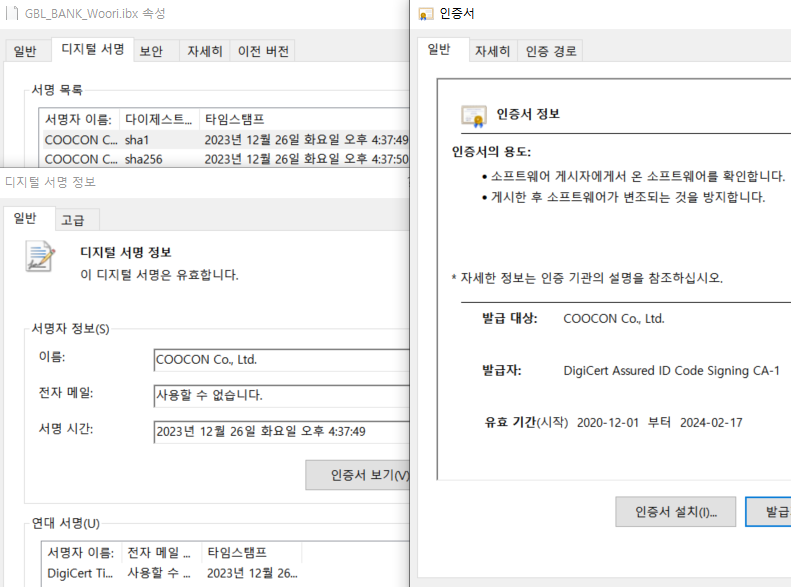 GBL_BANK_Woori.ibx 속성
일반 디지털 서명 보안 자세히 이전 버전
서명 목록
서명자 이름: 다이제스트... 타임스탬프
COOCON C... sha1 2023년 12월 26일 화요일 오후 4:37:49
COOCON C... sha256 2023년 12월 26일 화요일 오후 4:37:50
디지털 서명 정보
일반 고급
디지털 서명 정보
이 디지털 서명은 유효합니다.
서명자 정보(S)
이름: COOCON Co., Ltd.
전자 메일: 사용할 수 없습니다.
서명 시간: 2023년 12월 26일 화요일 오후 4:37:49
인증서 보기(V)
연대 서명(U)
서명자 이름: 전자 메일 ... 타임스탬프
DigiCert Ti... 사용할 수 ... 2023년 12월 26...
인증서
일반 자세히 인증 경로
인증서 정보
인증서의 용도:
• 소프트웨어 게시자에게서 온 소프트웨어를 확인합니다.
• 게시한 후 소프트웨어가 변조되는 것을 방지합니다.
* 자세한 정보는 인증 기관의 설명을 참조하십시오.
발급 대상: COOCON Co., Ltd.
발급자: DigiCert Assured ID Code Signing CA-1
유효 기간(시작) 2020-12-01 부터 2024-02-17
인증서 설치(I)... 발급